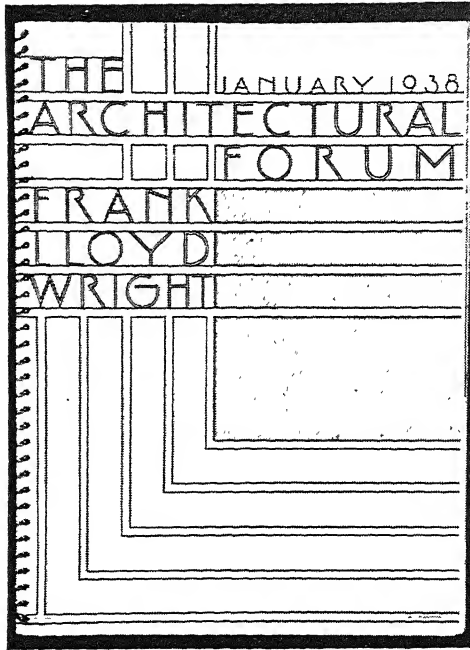 THE
JANUARY 1938
ARCHITECTURAL
FORUM
FRANK
LLOYD
WRIGHT